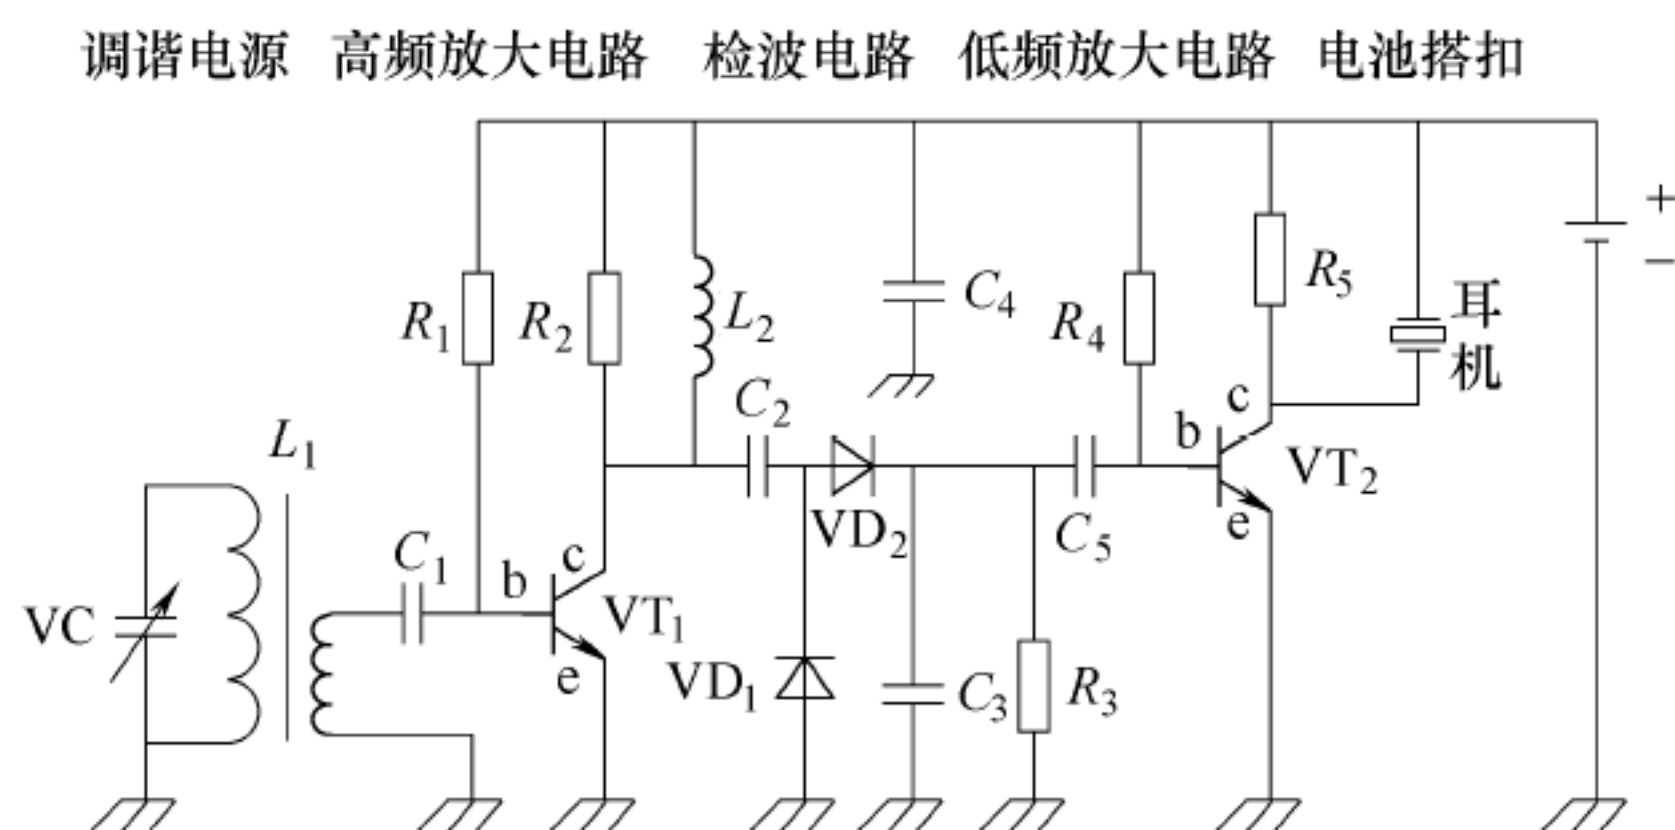 调谐电源 高频放大电路 检波电路 低频放大电路 电池搭扣
+
−
R1 R2 L2 C4 R4 R5 耳机
C2
c
b
VT2
e
L1
VD2
C5
C1
c
b
VT1
e
VC
VD1
C3
R3